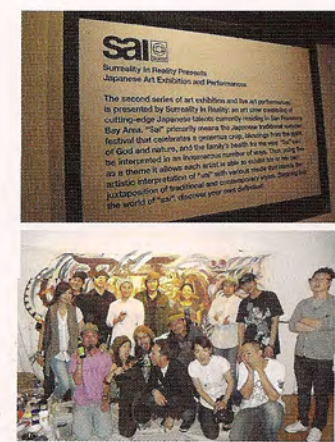 sai
Surreality In Reality Presents
Japanese Art Exhibition and Performances
The second series of art exhibition and live art performances
is presented by Surreality In Reality: an art crew consisting of
cutting-edge Japanese talents currently residing in San Francisco
Bay Area. "Sai" primarily means the Japanese traditional
festival that celebrates a generous crop, blessings from the spirit
of God and nature, and the family's health for the year. "Sai" can
be interpreted in an innumerous number of ways. Thus using the
as a theme it allows each artist is able to exhibit his or her own
artistic interpretation of "sai" with various
juxtaposition of traditional and contemporary styles.
the world of "sai", discover your own definition!